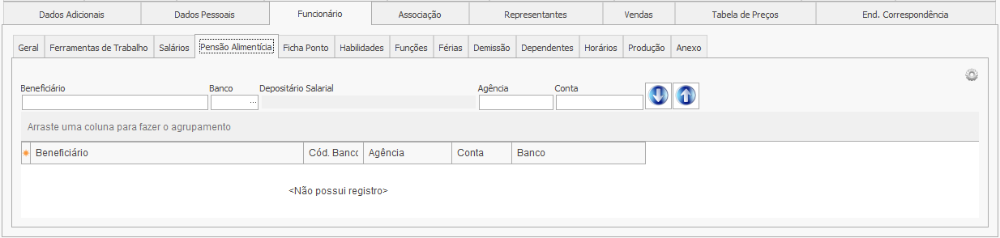 Dados Adicionais Dados Pessoais Funcionário Associação Representantes Vendas Tabela de Preços End. Correspondência
Geral Ferramentas de Trabalho Salários Pensão Alimentícia Ficha Ponto Habilidades Funções Férias Demissão Dependentes Horários Produção Anexo
Beneficiário Banco Depositário Salarial Agência Conta
...
Arraste uma coluna para fazer o agrupamento
Beneficiário Cód. Banco Agência Conta Banco
<Não possui registro>